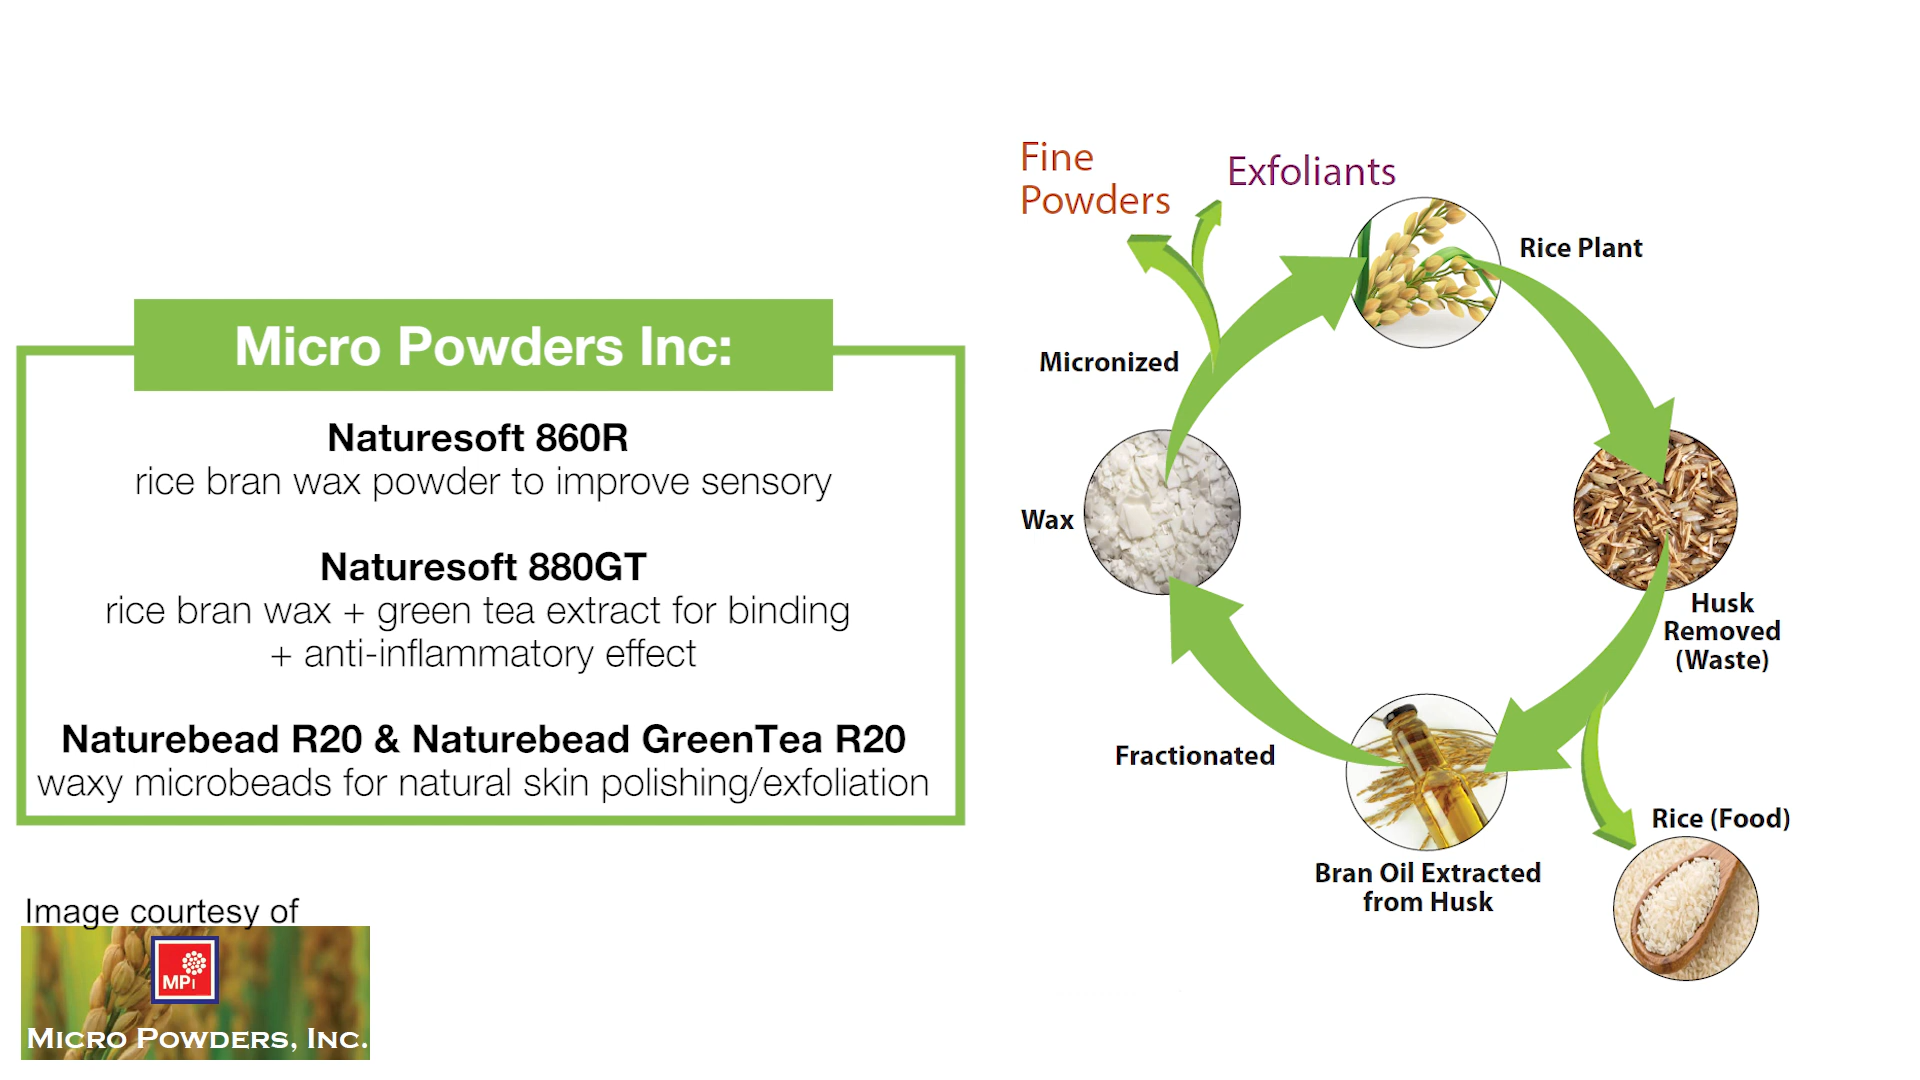 Micro Powders Inc:
Naturesoft 860R
rice bran wax powder to improve sensory
Naturesoft 880GT
rice bran wax + green tea extract for binding
+ anti-inflammatory effect
Naturebead R20 & Naturebead GreenTea R20
waxy microbeads for natural skin polishing/exfoliation
Image courtesy of
MPI
MICRO POWDERS, INC.
Fine
Powders
Exfoliants
Rice Plant
Micronized
Wax
Husk
Removed
(Waste)
Fractionated
Rice (Food)
Bran Oil Extracted
from Husk